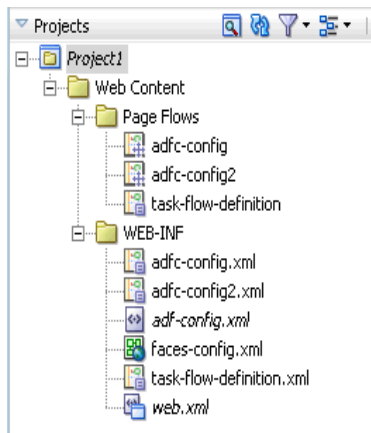 Projects
Project1
Web Content
Page Flows
adfc-config
adfc-config2
task-flow-definition
WEB-INF
adfc-config.xml
adfc-config2.xml
adf-config.xml
faces-config.xml
task-flow-definition.xml
web.xml